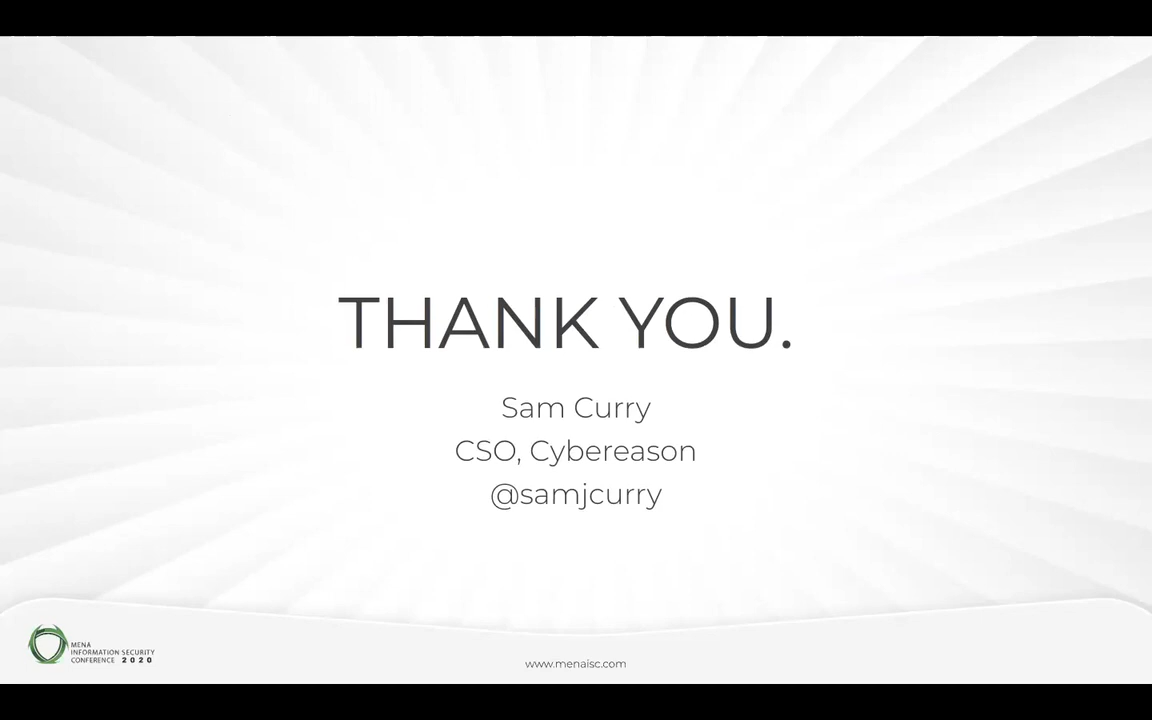 THANK YOU.
Sam Curry
CSO, Cybereason
@samjcurry
MENA
INFORMATION SECURITY
CONFERENCE 2020
www.menaisc.com